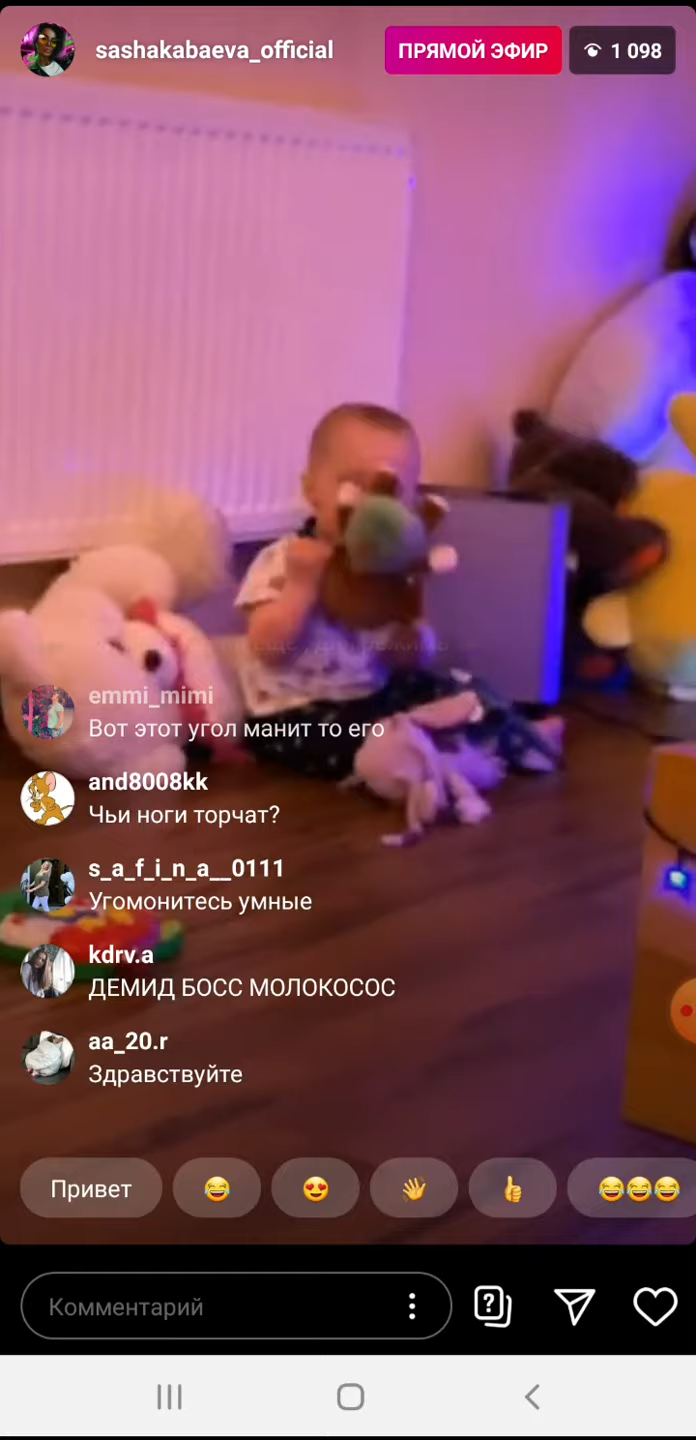 sashakabaeva_official
ПРЯМОЙ ЭФИР
1 098
emmi_mimi
Вот этот угол манит то его
and8008kk
Чьи ноги торчат?
s_a_f_i_n_a__0111
Угомонитесь умные
kdrv.a
ДЕМИД БОСС МОЛОКОСОС
aa_20.r
Здравствуйте
Привет
Комментарий